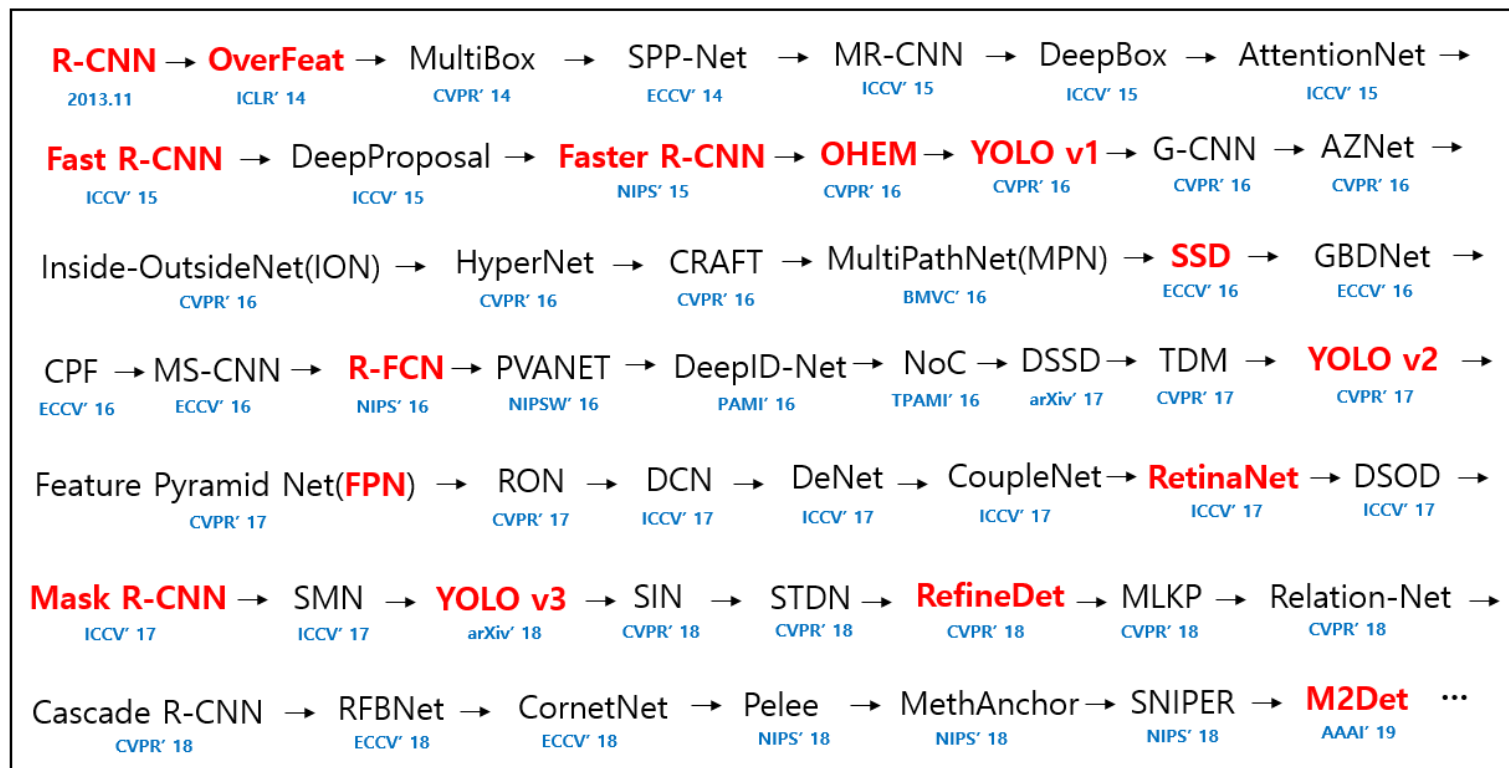 R-CNN → OverFeat → MultiBox → SPP-Net → MR-CNN → DeepBox → AttentionNet →
2013.11 ICLR' 14 CVPR' 14 ECCV' 14 ICCV' 15 ICCV' 15 ICCV' 15
Fast R-CNN → DeepProposal → Faster R-CNN → OHEM → YOLO v1 → G-CNN → AZNet →
ICCV' 15 ICCV' 15 NIPS' 15 CVPR' 16 CVPR' 16 CVPR' 16 CVPR' 16
Inside-OutsideNet(ION) → HyperNet → CRAFT → MultiPathNet(MPN) → SSD → GBDNet →
CVPR' 16 CVPR' 16 CVPR' 16 BMVC' 16 ECCV' 16 ECCV' 16
CPF → MS-CNN → R-FCN → PVANET → DeepID-Net → NoC → DSSD → TDM → YOLO v2 →
ECCV' 16 ECCV' 16 NIPS' 16 NIPSW' 16 PAMI' 16 TPAMI' 16 arXiv' 17 CVPR' 17 CVPR' 17
Feature Pyramid Net(FPN) → RON → DCN → DeNet → CoupleNet → RetinaNet → DSOD →
CVPR' 17 CVPR' 17 ICCV' 17 ICCV' 17 ICCV' 17 ICCV' 17 ICCV' 17
Mask R-CNN → SMN → YOLO v3 → SIN → STDN → RefineDet → MLKP → Relation-Net →
ICCV' 17 ICCV' 17 arXiv' 18 CVPR' 18 CVPR' 18 CVPR' 18 CVPR' 18 CVPR' 18
Cascade R-CNN → RFBNet → CornetNet → Pelee → MethAnchor → SNIPER → M2Det ···
CVPR' 18 ECCV' 18 ECCV' 18 NIPS' 18 NIPS' 18 NIPS' 18 AAAI' 19